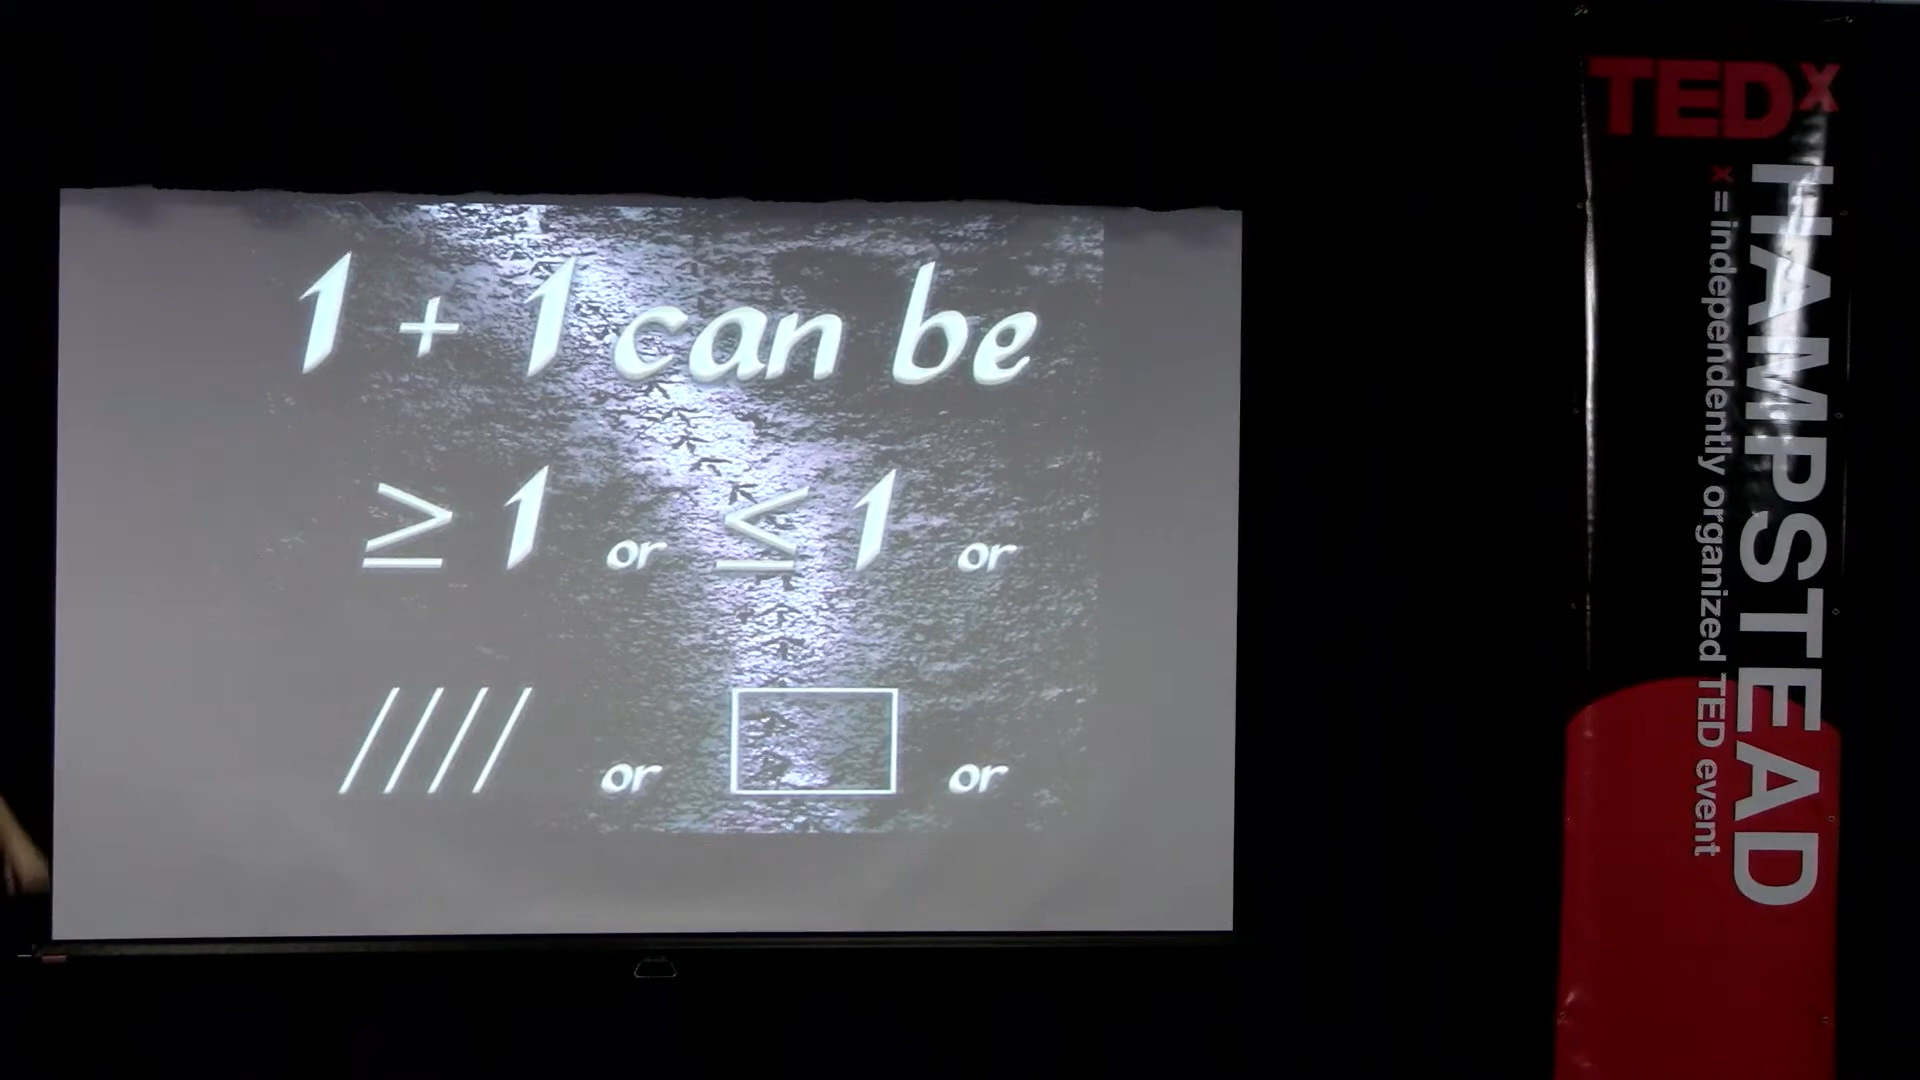 1 + 1 can be
≥ 1 or ≤ 1 or
//// or □ or
TEDx
HAMPSTEAD
x = independently organized TED event